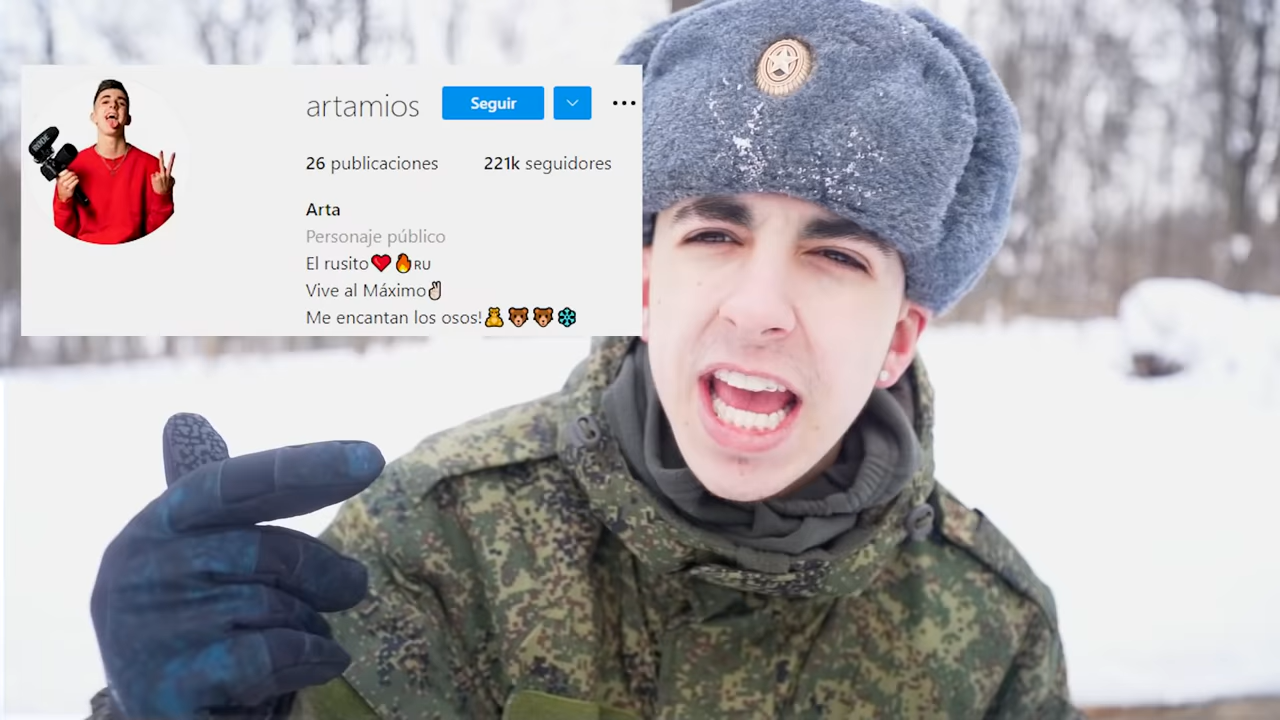 artamios
Seguir
26 publicaciones
221k seguidores
Arta
Personaje público
El rusito❤️🔥RU
Vive al Máximo✌🏻
Me encantan los osos!🧸🐻🐻❄️